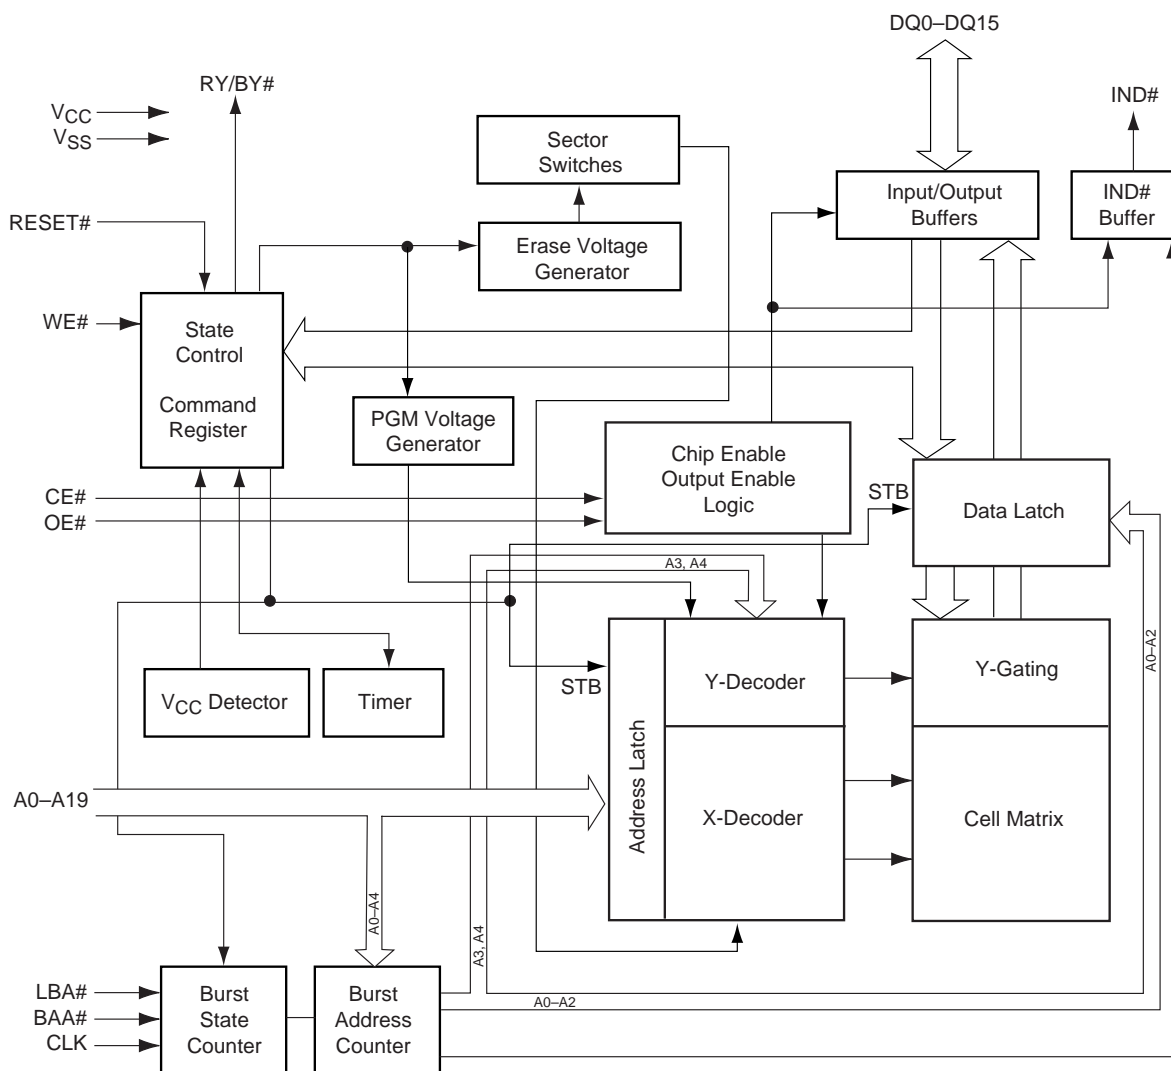 DQ0–DQ15
RY/BY#
IND#
VCC
VSS
Sector
Switches
Input/Output
Buffers
IND#
Buffer
RESET#
Erase Voltage
Generator
WE#
State
Control
Command
Register
PGM Voltage
Generator
Chip Enable
Output Enable
Logic
CE#
OE#
STB
Data Latch
A3, A4
A0–A2
STB
Y-Decoder
Y-Gating
VCC Detector
Timer
Address Latch
A0–A19
X-Decoder
Cell Matrix
A0–A4
A3, A4
A0–A2
LBA#
BAA#
CLK
Burst
State
Counter
Burst
Address
Counter